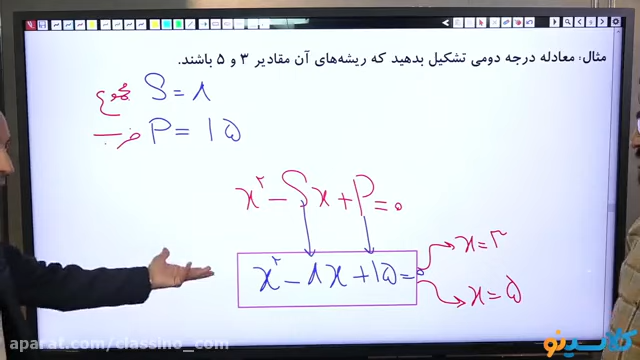 مثال: معادله درجه دومی تشکیل بدهید که ریشه‌های آن مقادیر ۳ و ۵ باشند.
مجموع S = ۸
ضرب P = ۱۵
x² − Sx + P = ۰
x² − ۸x + ۱۵ = ۰
x = ۳
x = ۵
کلاسینو
aparat.com/classino_com